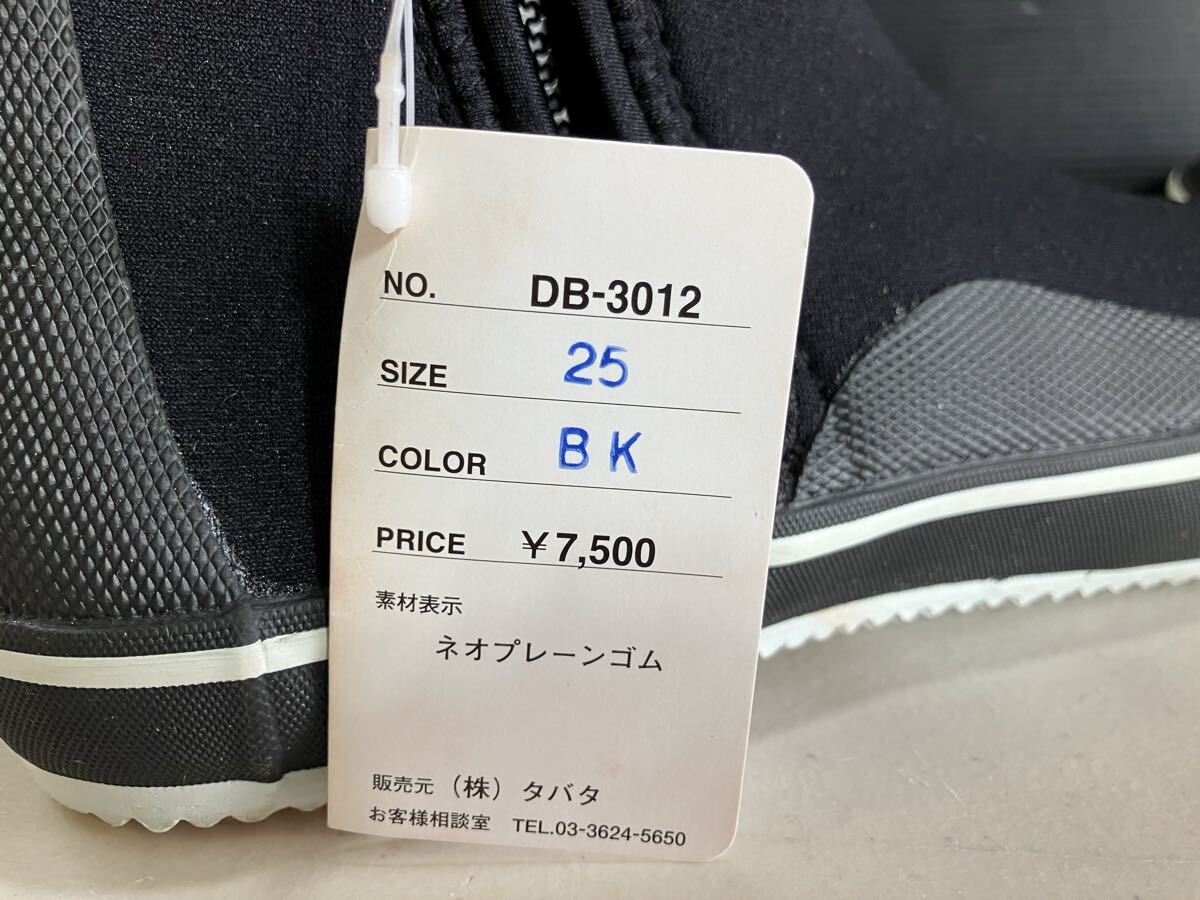 NO. DB-3012
SIZE 25
COLOR BK
PRICE ￥7,500
素材表示
ネオプレーンゴム
販売元 （株）タバタ
お客様相談室 TEL.03-3624-5650